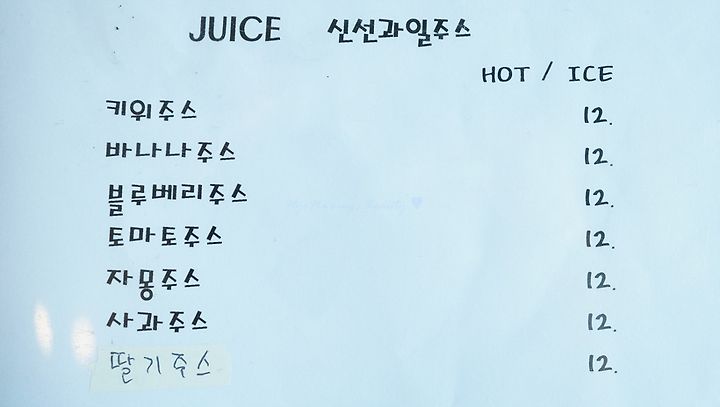 JUICE 신선과일주스
HOT / ICE
키위주스 12.
바나나주스 12.
블루베리주스 12.
토마토주스 12.
자몽주스 12.
사과주스 12.
딸기주스 12.